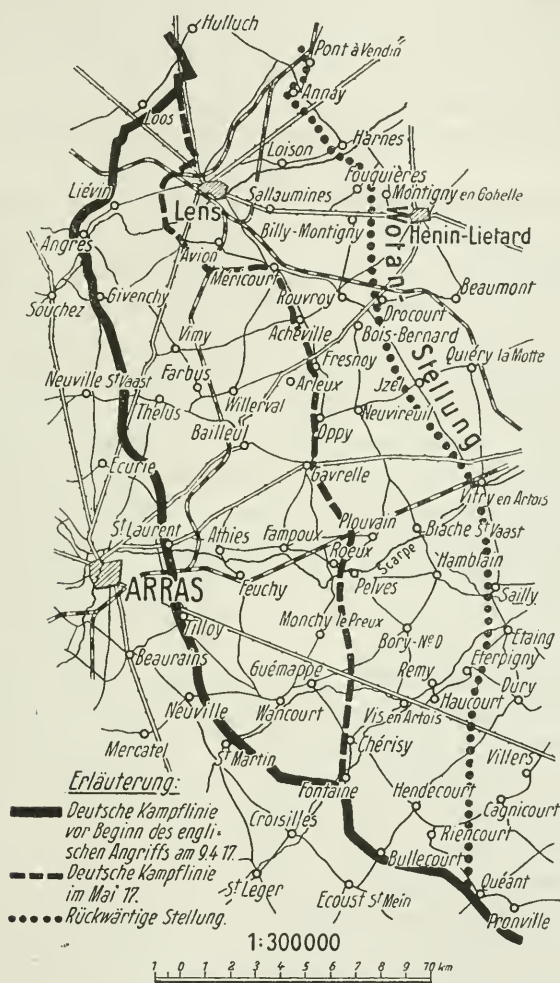 Hulluch
Pont à Vendin
Annay
Loos
Harnes
Loison
Fouquières
Liévin
Sallaumines
Montigny en Gohelle
Lens
Billy-Montigny
Henin-Lietard
Wotan-Stellung
Angres
Avion
Méricourt
Beaumont
Rouvroy
Souchez
Givenchy
Drocourt
Acheville
Bois-Bernard
Vimy
Fresnoy
Quiéry la Motte
Farbus
Arleux
Jzel
Neuville St Vaast
Thélus
Willerval
Neuvireuil
Bailleul
Oppy
Ecurie
Gavrelle
Vitry en Artois
Plouvain
Biache St Vaast
St Laurent
Athies
Fampoux
Roeux
Scarpe
Hamblain
ARRAS
Feuchy
Pelves
Sailly
Tilloy
Monchy le Preux
Bory-N.D
Etaing
Eterpigny
Beaurains
Guémappe
Remy
Dury
Haucourt
Neuville
Wancourt
Vis en Artois
Mercatel
St Martin
Chérisy
Villers
Fontaine
Hendecourt
Cagnicourt
Croisilles
Riencourt
Bullecourt
St Léger
Ecoust St Mein
Quéant
Pronville
Erläuterung:
Deutsche Kampflinie
vor Beginn des engli-
schen Angriffs am 9.4.17.
Deutsche Kampflinie
im Mai 17.
Rückwärtige Stellung.
1:300000
1 0 1 2 3 4 5 6 7 8 9 10 km